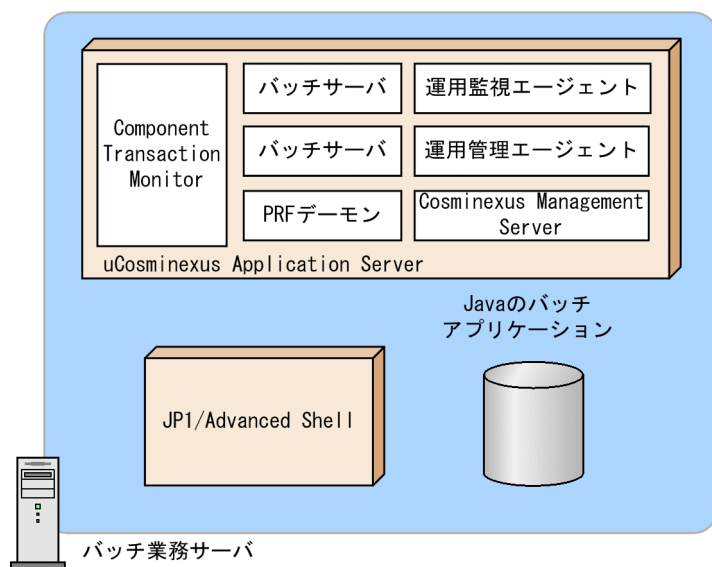 Component
Transaction
Monitor
バッチサーバ
運用監視エージェント
バッチサーバ
運用管理エージェント
PRFデーモン
Cosminexus Management
Server
uCosminexus Application Server
Javaのバッチ
アプリケーション
JP1/Advanced Shell
バッチ業務サーバ